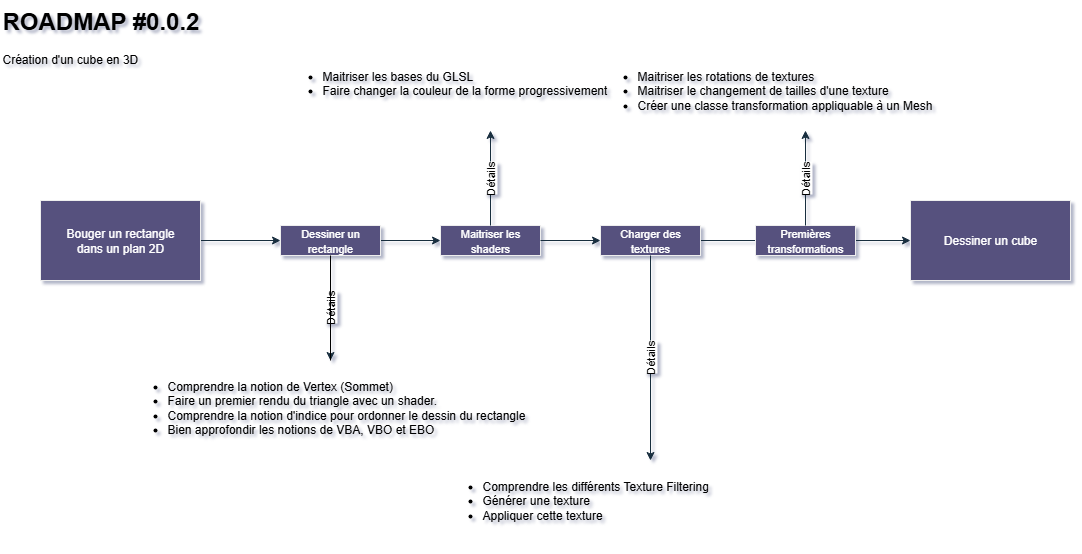 ROADMAP #0.0.2
Création d'un cube en 3D
• Maitriser les bases du GLSL
• Faire changer la couleur de la forme progressivement
• Maitriser les rotations de textures
• Maitriser le changement de tailles d'une texture
• Créer une classe transformation appliquable à un Mesh
Détails
Détails
Bouger un rectangle
dans un plan 2D
Dessiner un
rectangle
Maitriser les
shaders
Charger des
textures
Premières
transformations
Dessiner un cube
Détails
Détails
• Comprendre la notion de Vertex (Sommet)
• Faire un premier rendu du triangle avec un shader.
• Comprendre la notion d'indice pour ordonner le dessin du rectangle
• Bien approfondir les notions de VBA, VBO et EBO
• Comprendre les différents Texture Filtering
• Générer une texture
• Appliquer cette texture